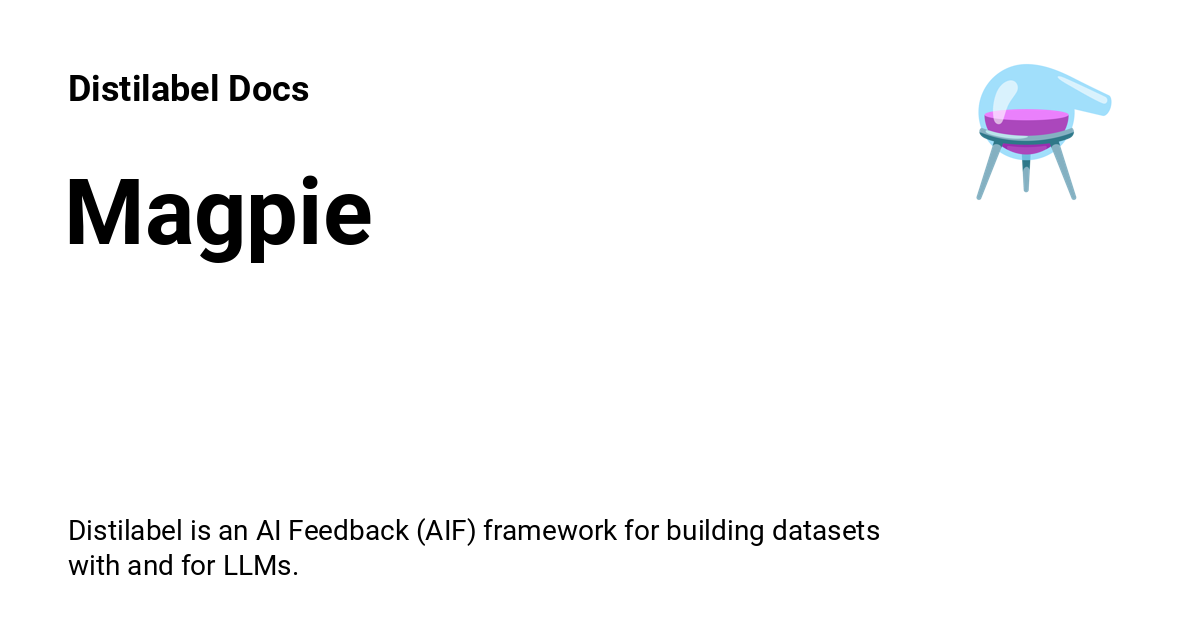 Distilabel Docs
Magpie
Distilabel is an AI Feedback (AIF) framework for building datasets
with and for LLMs.